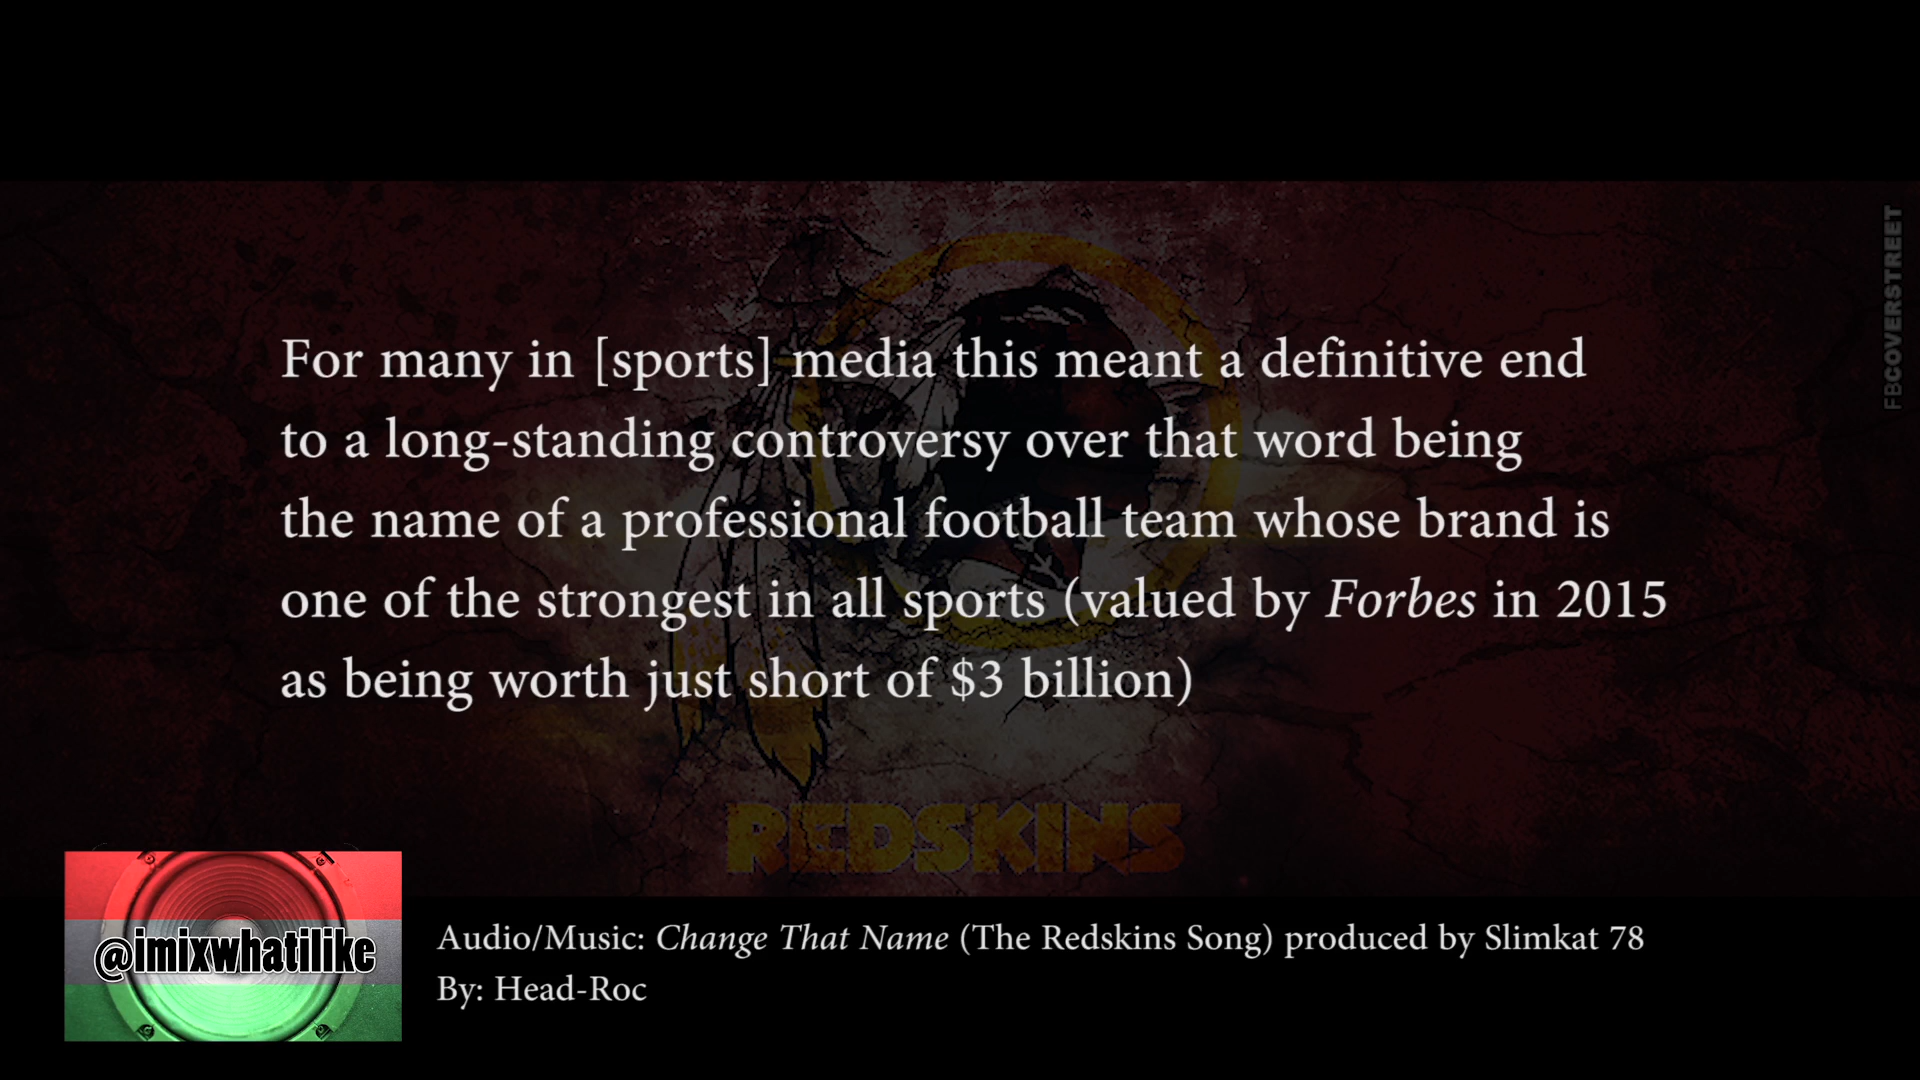 FBCOVERSTREET
For many in [sports] media this meant a definitive end
to a long-standing controversy over that word being
the name of a professional football team whose brand is
one of the strongest in all sports (valued by Forbes in 2015
as being worth just short of $3 billion)
REDSKINS
@imixwhatilike
Audio/Music: Change That Name (The Redskins Song) produced by Slimkat 78
By: Head-Roc